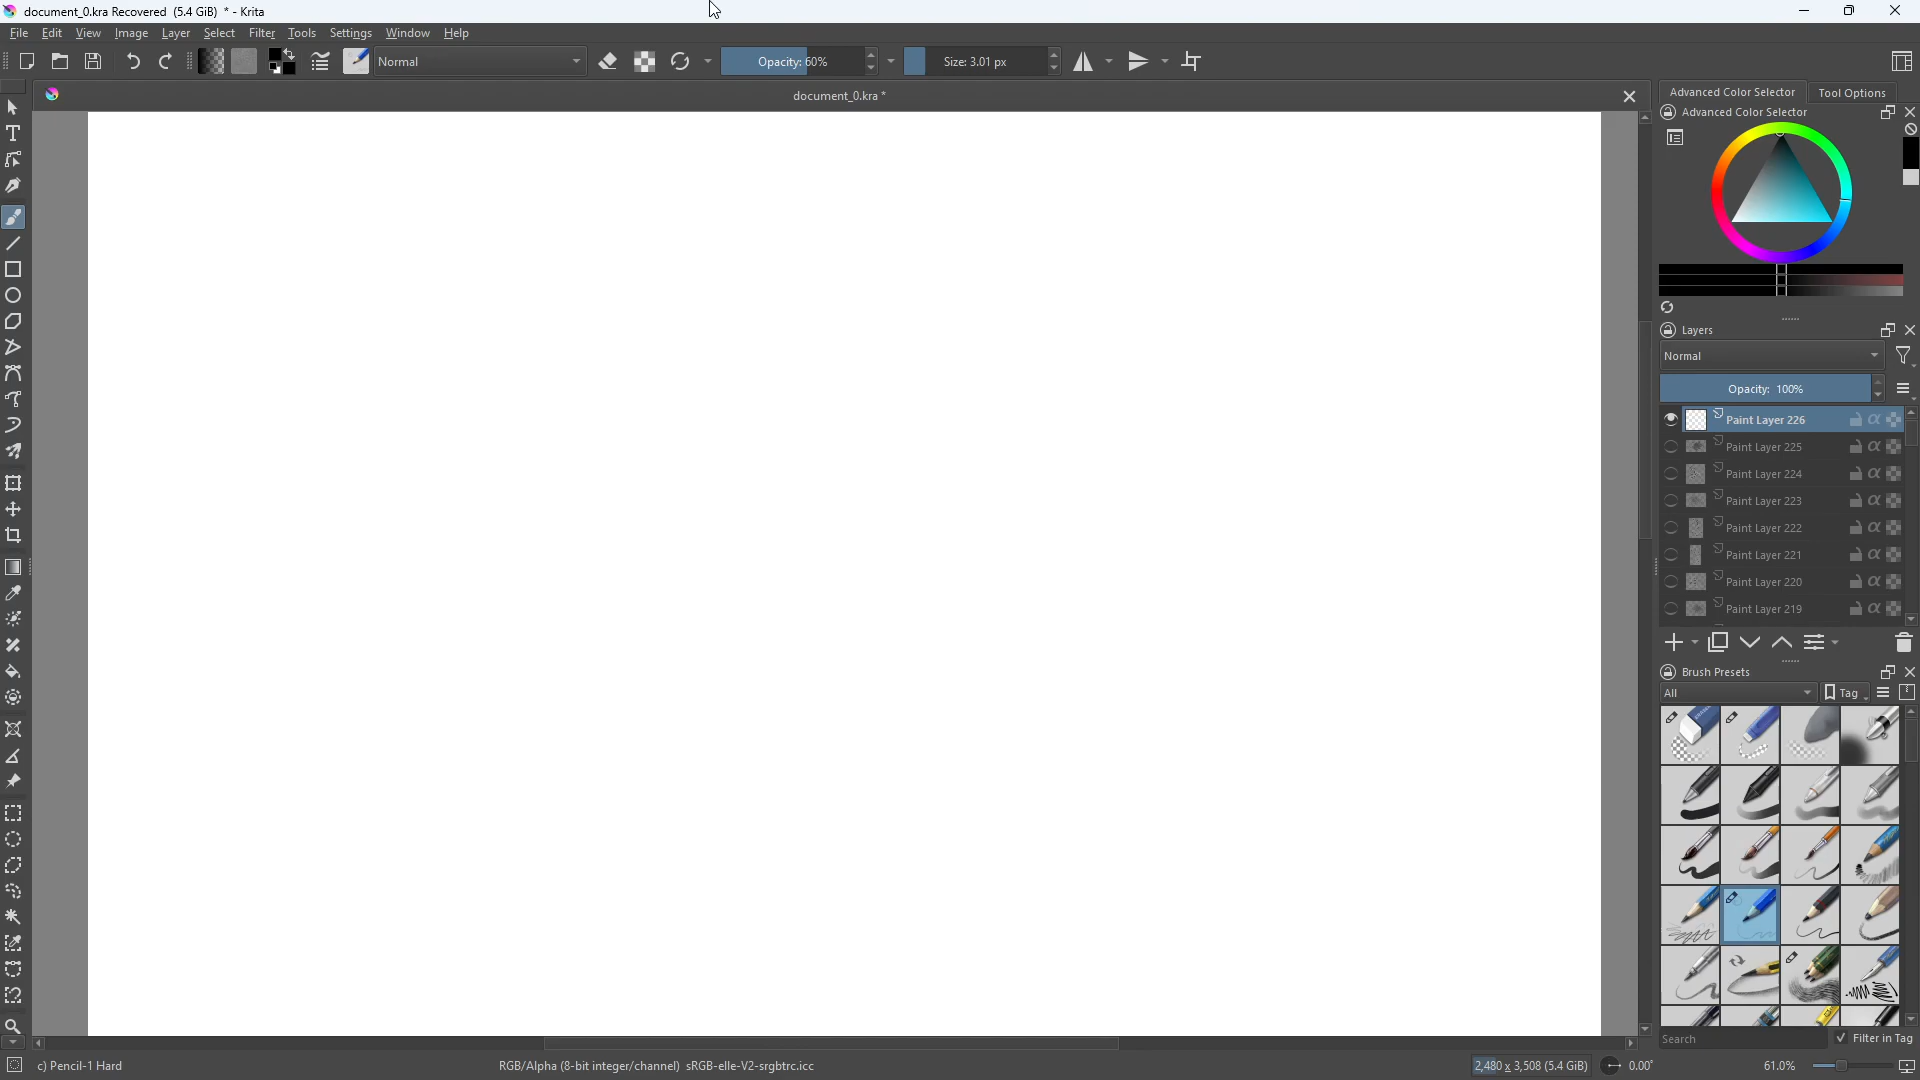 document_0.kra Recovered (5.4 GiB) * - Krita
File Edit View Image Layer Select Filter Tools Settings Window Help
Normal
Opacity: 60%
Size: 3.01 px
document_0.kra *
Advanced Color Selector
Tool Options
Advanced Color Selector
Layers
Normal
Opacity: 100%
Paint Layer 226
Paint Layer 225
Paint Layer 224
Paint Layer 223
Paint Layer 222
Paint Layer 221
Paint Layer 220
Paint Layer 219
Brush Presets
All
Tag
Search
Filter in Tag
c) Pencil-1 Hard
RGB/Alpha (8-bit integer/channel) sRGB-elle-V2-srgbtrc.icc
2,480 x 3,508 (5.4 GiB)
0.00°
61.0%